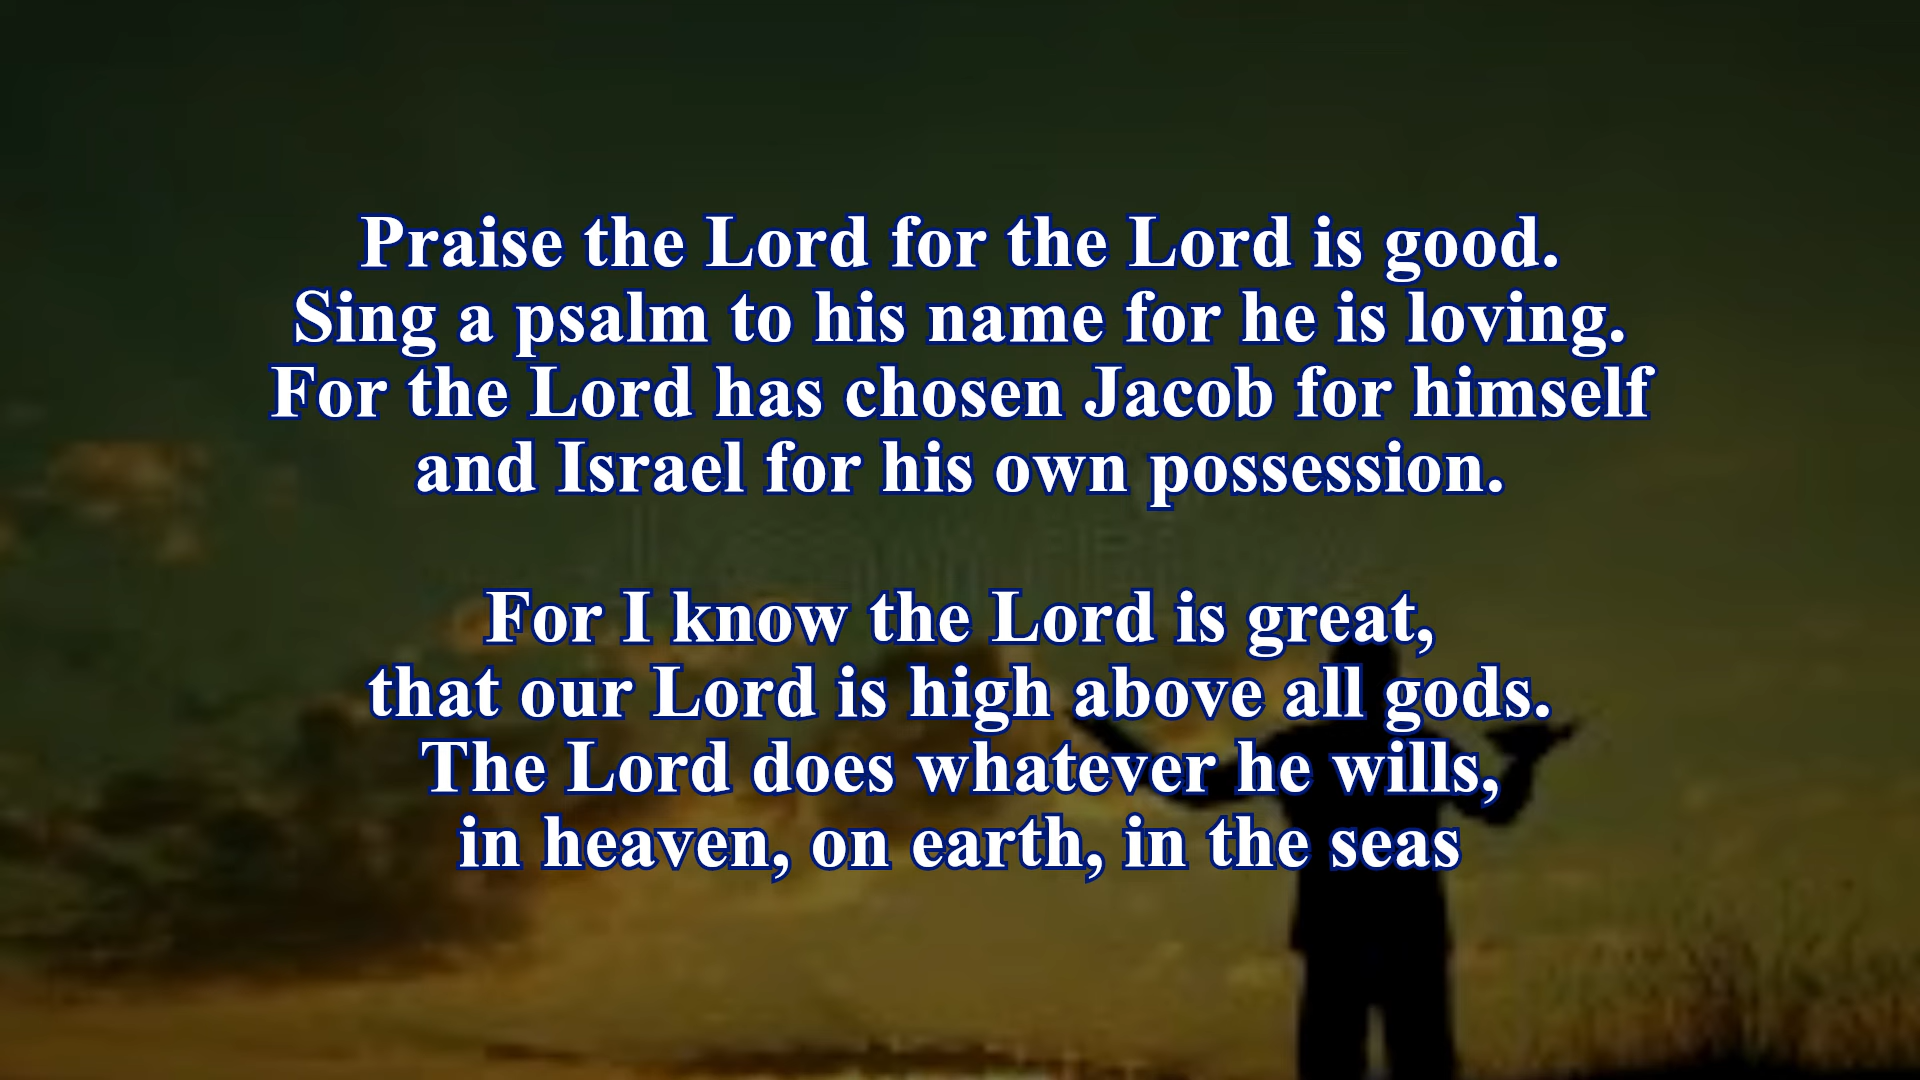 Praise the Lord for the Lord is good.
Sing a psalm to his name for he is loving.
For the Lord has chosen Jacob for himself
and Israel for his own possession.
For I know the Lord is great,
that our Lord is high above all gods.
The Lord does whatever he wills,
in heaven, on earth, in the seas